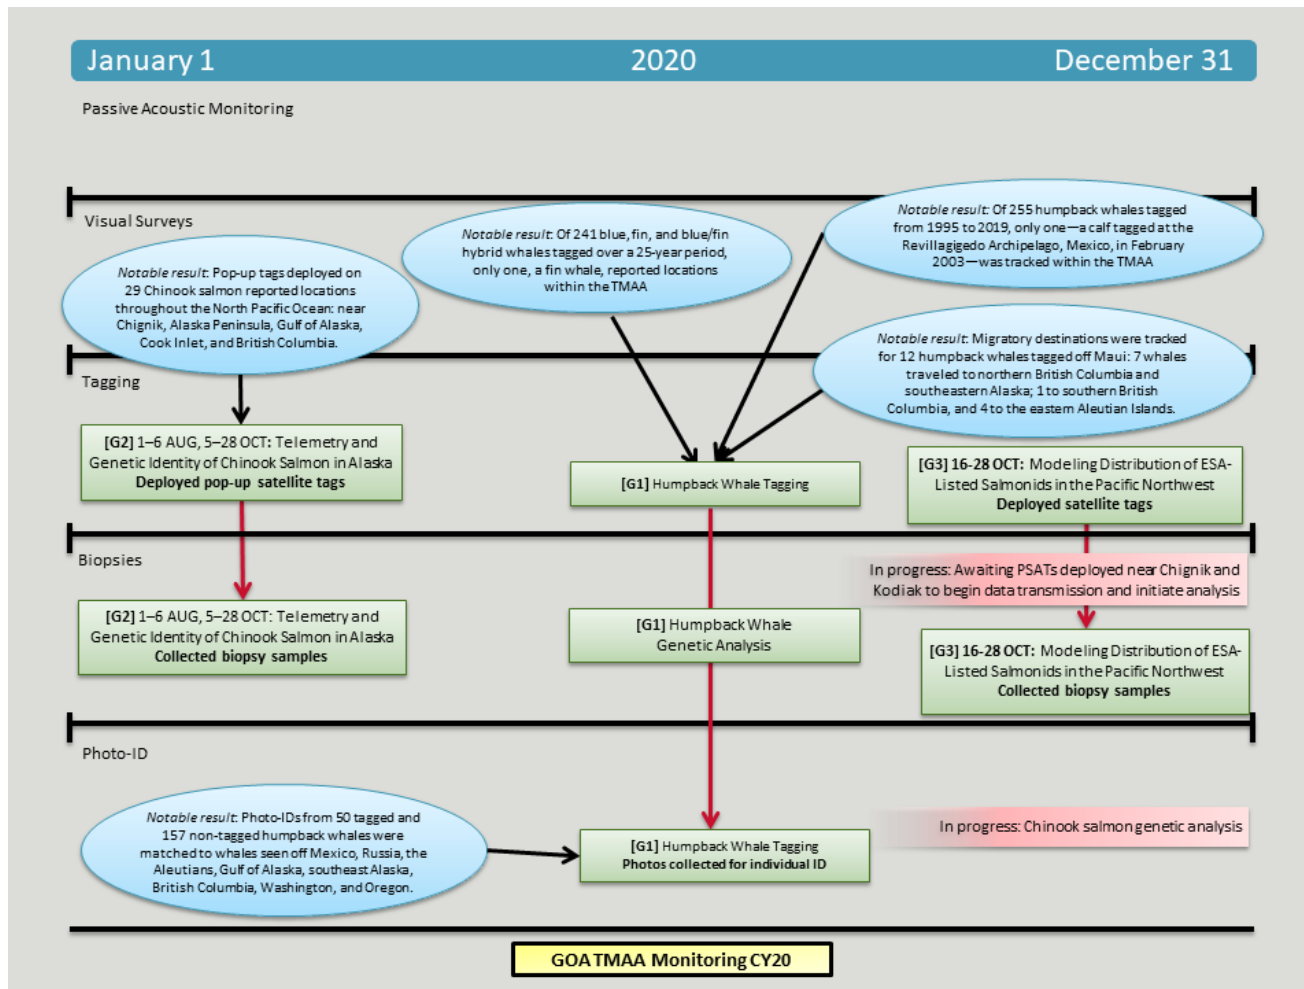 January 1
2020
December 31
Passive Acoustic Monitoring
Visual Surveys
Notable result: Pop-up tags deployed on
29 Chinook salmon reported locations
throughout the North Pacific Ocean: near
Chignik, Alaska Peninsula, Gulf of Alaska,
Cook Inlet, and British Columbia.
Notable result: Of 241 blue, fin, and blue/fin
hybrid whales tagged over a 25-year period,
only one, a fin whale, reported locations
within the TMAA
Notable result: Of 255 humpback whales tagged
from 1995 to 2019, only one—a calf tagged at the
Revillagigedo Archipelago, Mexico, in February
2003—was tracked within the TMAA
Notable result: Migratory destinations were tracked
for 12 humpback whales tagged off Maui: 7 whales
traveled to northern British Columbia and
southeastern Alaska; 1 to southern British
Columbia, and 4 to the eastern Aleutian Islands.
Tagging
[G2] 1–6 AUG, 5–28 OCT: Telemetry and
Genetic Identity of Chinook Salmon in Alaska
Deployed pop-up satellite tags
[G1] Humpback Whale Tagging
[G3] 16-28 OCT: Modeling Distribution of ESA-
Listed Salmonids in the Pacific Northwest
Deployed satellite tags
Biopsies
In progress: Awaiting PSATs deployed near Chignik and
Kodiak to begin data transmission and initiate analysis
[G2] 1–6 AUG, 5–28 OCT: Telemetry and
Genetic Identity of Chinook Salmon in Alaska
Collected biopsy samples
[G1] Humpback Whale
Genetic Analysis
[G3] 16-28 OCT: Modeling Distribution of ESA-
Listed Salmonids in the Pacific Northwest
Collected biopsy samples
Photo-ID
Notable result: Photo-IDs from 50 tagged and
157 non-tagged humpback whales were
matched to whales seen off Mexico, Russia, the
Aleutians, Gulf of Alaska, southeast Alaska,
British Columbia, Washington, and Oregon.
[G1] Humpback Whale Tagging
Photos collected for individual ID
In progress: Chinook salmon genetic analysis
GOA TMAA Monitoring CY20